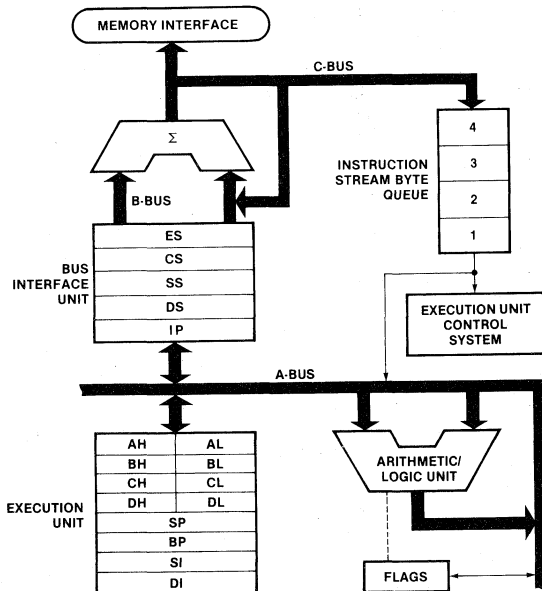 MEMORY INTERFACE
C-BUS
Σ
B-BUS
4
3
2
1
INSTRUCTION
STREAM BYTE
QUEUE
ES
CS
SS
DS
IP
BUS
INTERFACE
UNIT
EXECUTION UNIT
CONTROL
SYSTEM
A-BUS
AH AL
BH BL
CH CL
DH DL
SP
BP
SI
DI
EXECUTION
UNIT
ARITHMETIC/
LOGIC UNIT
FLAGS